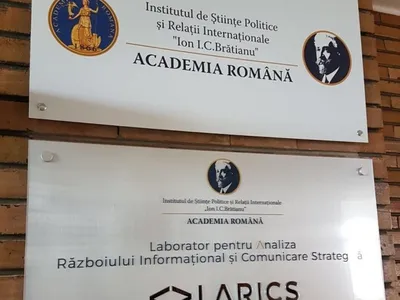 Institutul de Științe Politice
și Relații Internaționale
"Ion I.C.Brătianu"
ACADEMIA ROMÂNĂ
1866
Institutul de Științe Politice și Relații Internaționale
„Ion I.C.Brătianu"
ACADEMIA ROMÂNĂ
Laborator pentru Analiza
Războiului Informațional și Comunicare Strategică
LARICS